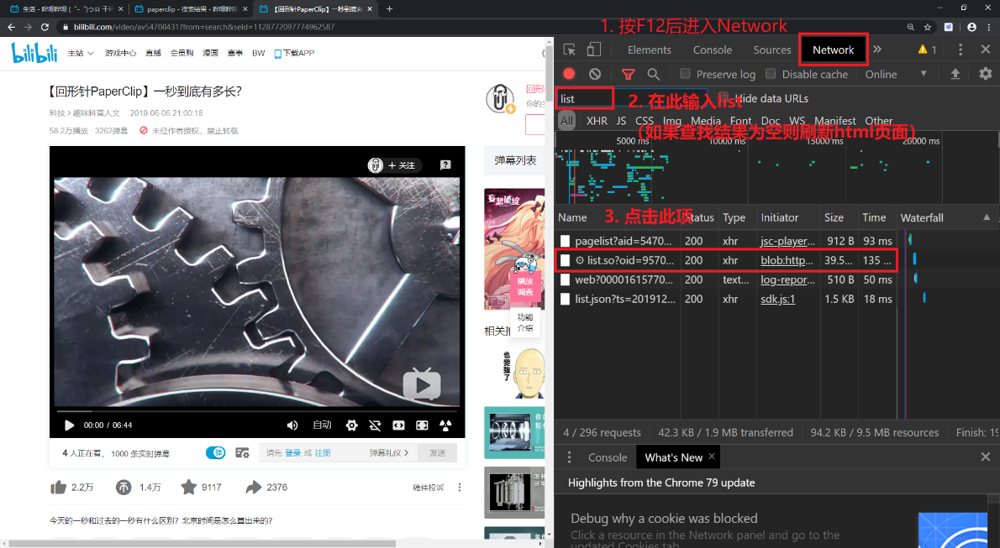 生活 - 哔哩哔哩 (゜-゜)つロ 干杯
paperclip - 搜索结果 - 哔哩哔哩
【回形针PaperClip】一秒到底有
bilibili.com/video/av54708431?from=search&seid=1128772097774962587
1. 按F12后进入Network
bilibili
主站
游戏中心
直播
会员购
漫画
赛事
BW
下载APP
Elements
Console
Sources
Network
1
Preserve log
Disable cache
Online
【回形针PaperClip】一秒到底有多长?
科技 > 趣味科普人文 2019-06-06 21:00:18
58.2万播放 · 3262弹幕 未经作者授权，禁止转载
回形
list
2. 在此输入list
Hide data URLs
All XHR JS CSS Img Media Font Doc WS Manifest Other
(如果查找结果为空则刷新html页面)
5000 ms
10000 ms
15000 ms
20000 ms
+ 关注
弹幕列表
3. 点击此项
Name Status Type Initiator Size Time Waterfall
pagelist?aid=5470... 200 xhr jsc-player... 912 B 93 ms
list.so?oid=9570... 200 xhr blob:http... 39.5... 135 ...
web?00001615770... 200 text... log-repor... 510 B 50 ms
list.json?ts=201912... 200 xhr sdk.js:1 1.5 KB 18 ms
妄想破绽
播放
调查
功能
介绍
相关推
也變強了
00:00 / 06:44
自动
4 人正在看， 1000 条实时弹幕
弹
请先 登录 或 注册
弹幕礼仪 >
发送
2.2万
1.4万
9117
2376
稿件投诉
今天的一秒和过去的一秒有什么区别？北京时间是怎么算出来的？
4 / 296 requests
42.3 KB / 1.9 MB transferred
94.2 KB / 9.5 MB resources
Finish: 19
Console
What's New
Highlights from the Chrome 79 update
Debug why a cookie was blocked
Click a resource in the Network panel and go to the
updated Cookies tab